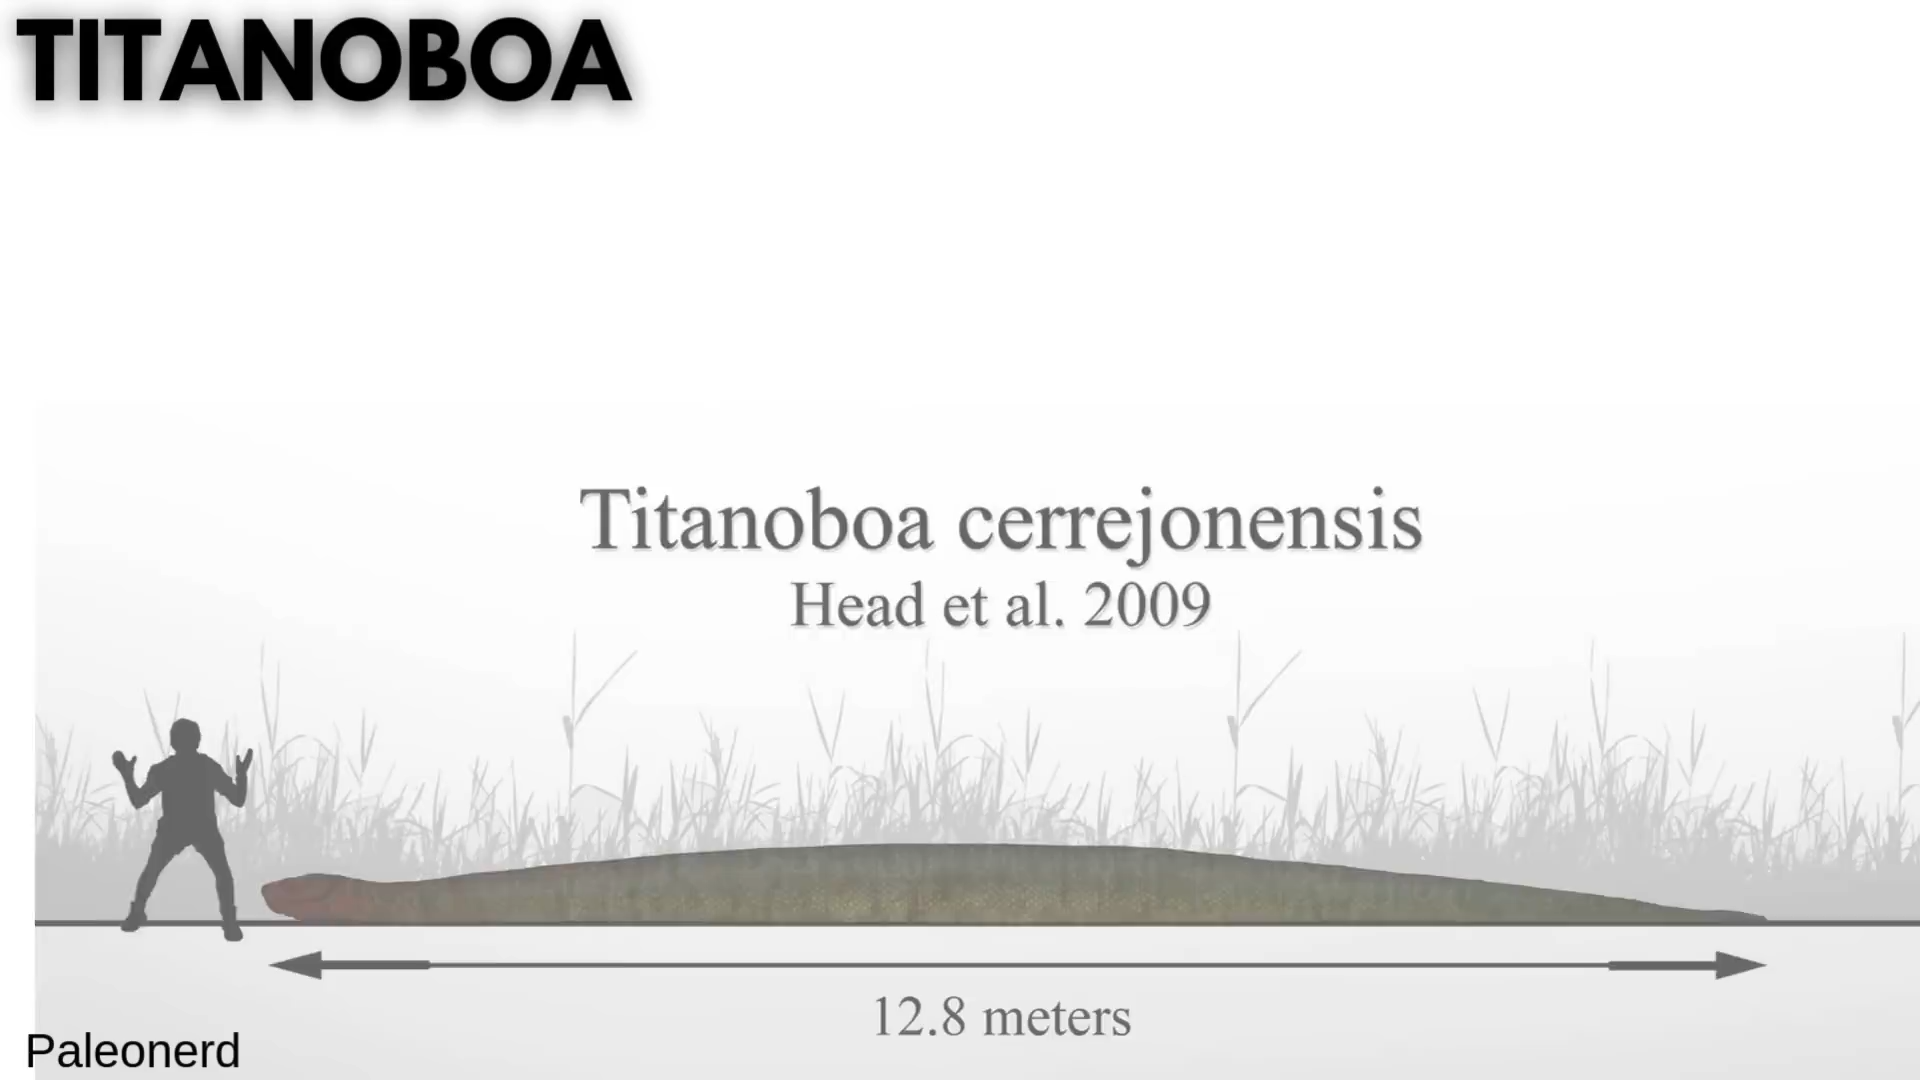 TITANOBOA
Titanoboa cerrejonensis
Head et al. 2009
12.8 meters
Paleonerd